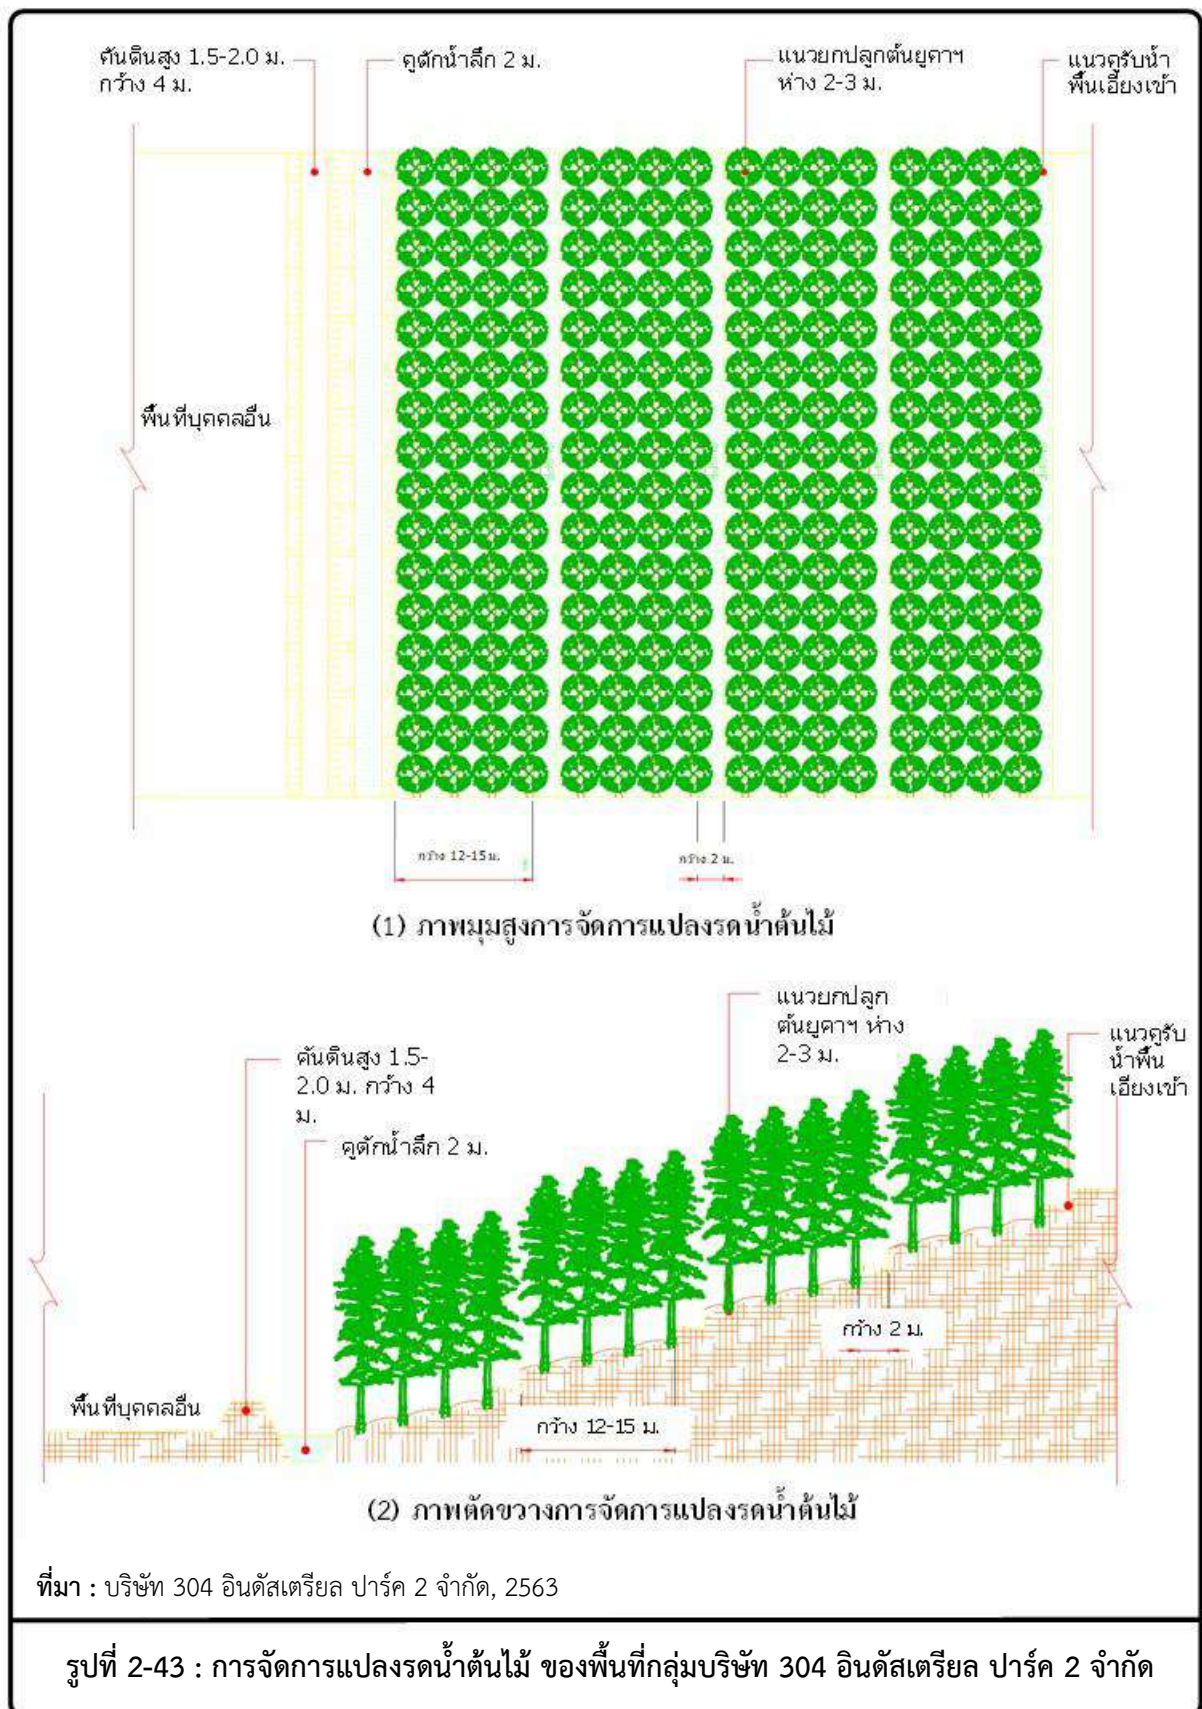 คันดินสูง 1.5-2.0 ม.
กว้าง 4 ม.
คูดักน้ำลึก 2 ม.
แนวยกปลูกต้นยูคาฯ
ห่าง 2-3 ม.
แนวคูรับน้ำ
พื้นเอียงเข้า
พื้นที่บุคคลอื่น
กว้าง 12-15 ม.
กว้าง 2 ม.
(1) ภาพมุมสูงการจัดการแปลงรดน้ำต้นไม้
แนวยกปลูก
ต้นยูคาฯ ห่าง
2-3 ม.
แนวคูรับ
น้ำพื้น
เอียงเข้า
คันดินสูง 1.5-
2.0 ม. กว้าง 4
ม.
คูดักน้ำลึก 2 ม.
กว้าง 2 ม.
พื้นที่บุคคลอื่น
กว้าง 12-15 ม.
(2) ภาพตัดขวางการจัดการแปลงรดน้ำต้นไม้
ที่มา : บริษัท 304 อินดัสเตรียล ปาร์ค 2 จำกัด, 2563
รูปที่ 2-43 : การจัดการแปลงรดน้ำต้นไม้ ของพื้นที่กลุ่มบริษัท 304 อินดัสเตรียล ปาร์ค 2 จำกัด